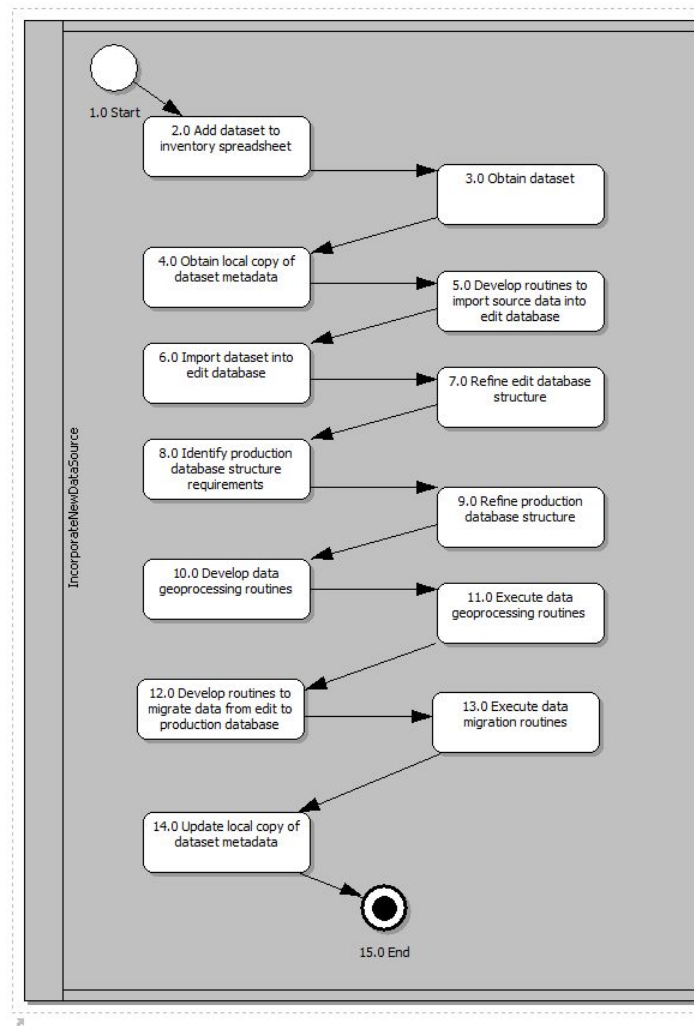 1.0 Start
2.0 Add dataset to
inventory spreadsheet
3.0 Obtain dataset
4.0 Obtain local copy of
dataset metadata
5.0 Develop routines to
import source data into
edit database
6.0 Import dataset into
edit database
7.0 Refine edit database
structure
8.0 Identify production
database structure
requirements
9.0 Refine production
database structure
10.0 Develop data
geoprocessing routines
11.0 Execute data
geoprocessing routines
12.0 Develop routines to
migrate data from edit to
production database
13.0 Execute data
migration routines
14.0 Update local copy of
dataset metadata
15.0 End
IncorporateNewDataSource